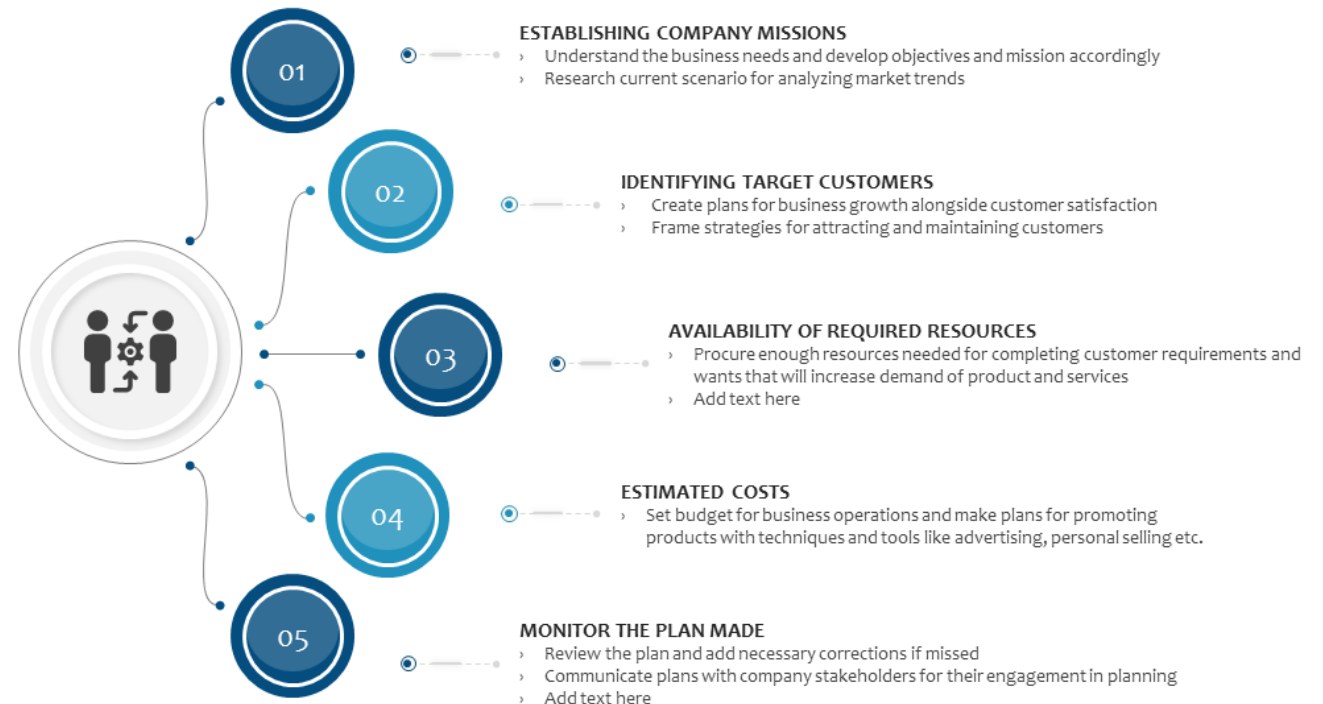 01
ESTABLISHING COMPANY MISSIONS
› Understand the business needs and develop objectives and mission accordingly
› Research current scenario for analyzing market trends
02
IDENTIFYING TARGET CUSTOMERS
› Create plans for business growth alongside customer satisfaction
› Frame strategies for attracting and maintaining customers
03
AVAILABILITY OF REQUIRED RESOURCES
› Procure enough resources needed for completing customer requirements and
wants that will increase demand of product and services
› Add text here
04
ESTIMATED COSTS
› Set budget for business operations and make plans for promoting
products with techniques and tools like advertising, personal selling etc.
05
MONITOR THE PLAN MADE
› Review the plan and add necessary corrections if missed
› Communicate plans with company stakeholders for their engagement in planning
› Add text here